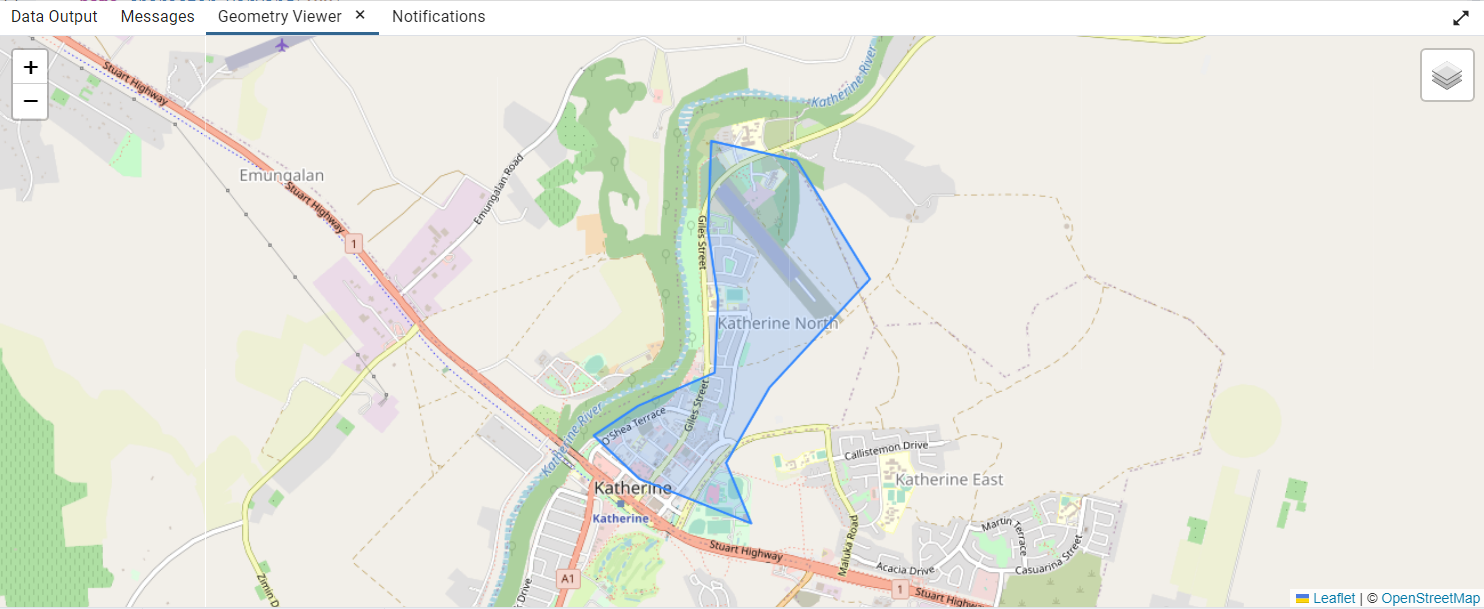 Data Output Messages Geometry Viewer × Notifications
+
−
Stuart Highway
Katherine River
Emungalan
Stuart Highway
Emungalan Road
1
Giles Street
Katherine North
Giles Street
O'Shea Terrace
Katherine River
Callistemon Drive
Katherine East
Katherine
Katherine
Martin Terrace
Maluka Road
Stuart Highway
Casuarina Street
Acacia Drive
A1
Drive
1
Stuart High
Zimin D
Leaflet | © OpenStreetMap